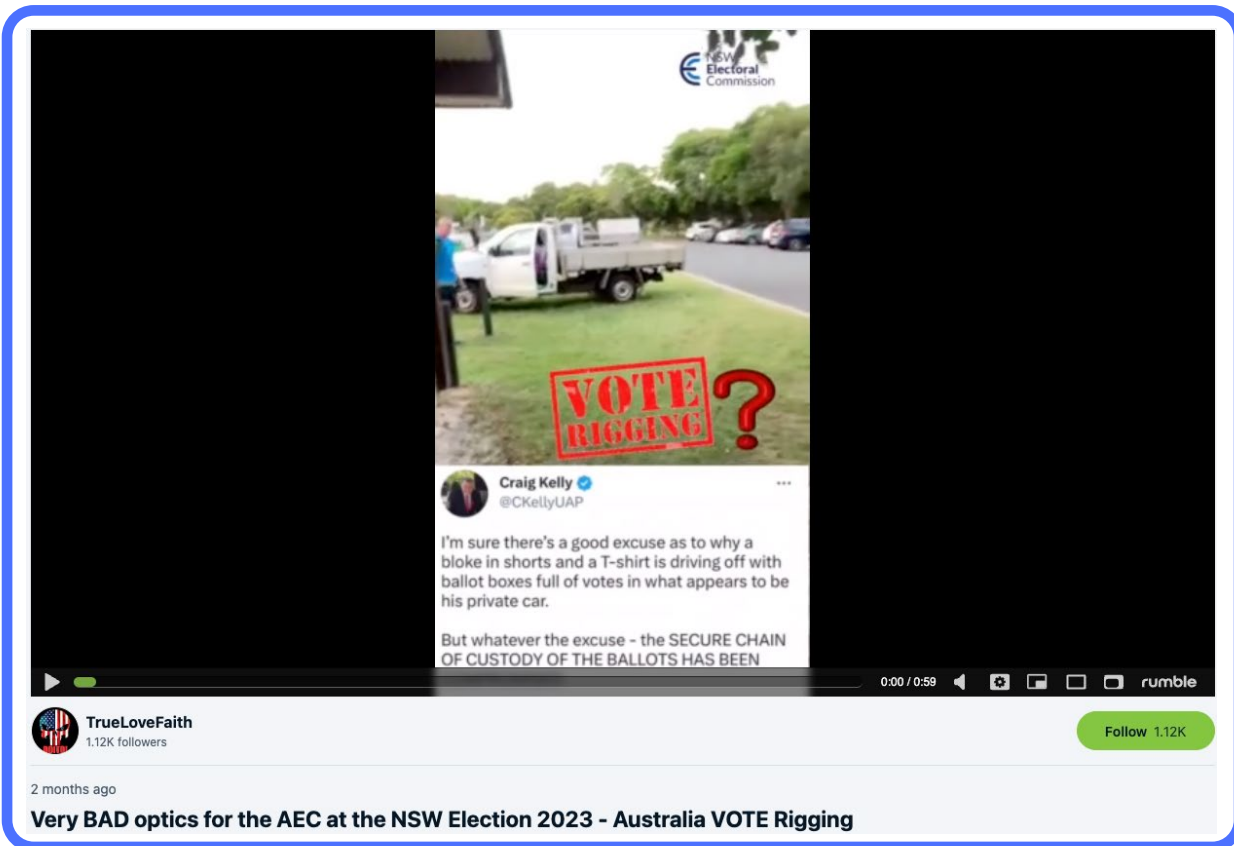 NSW
Electoral
Commission
VOTE
RIGGING
Craig Kelly
@CKellyUAP
I'm sure there's a good excuse as to why a
bloke in shorts and a T-shirt is driving off with
ballot boxes full of votes in what appears to be
his private car.
But whatever the excuse - the SECURE CHAIN
OF CUSTODY OF THE BALLOTS HAS BEEN
0:00 / 0:59
rumble
TrueLoveFaith
1.12K followers
Follow 1.12K
2 months ago
Very BAD optics for the AEC at the NSW Election 2023 - Australia VOTE Rigging